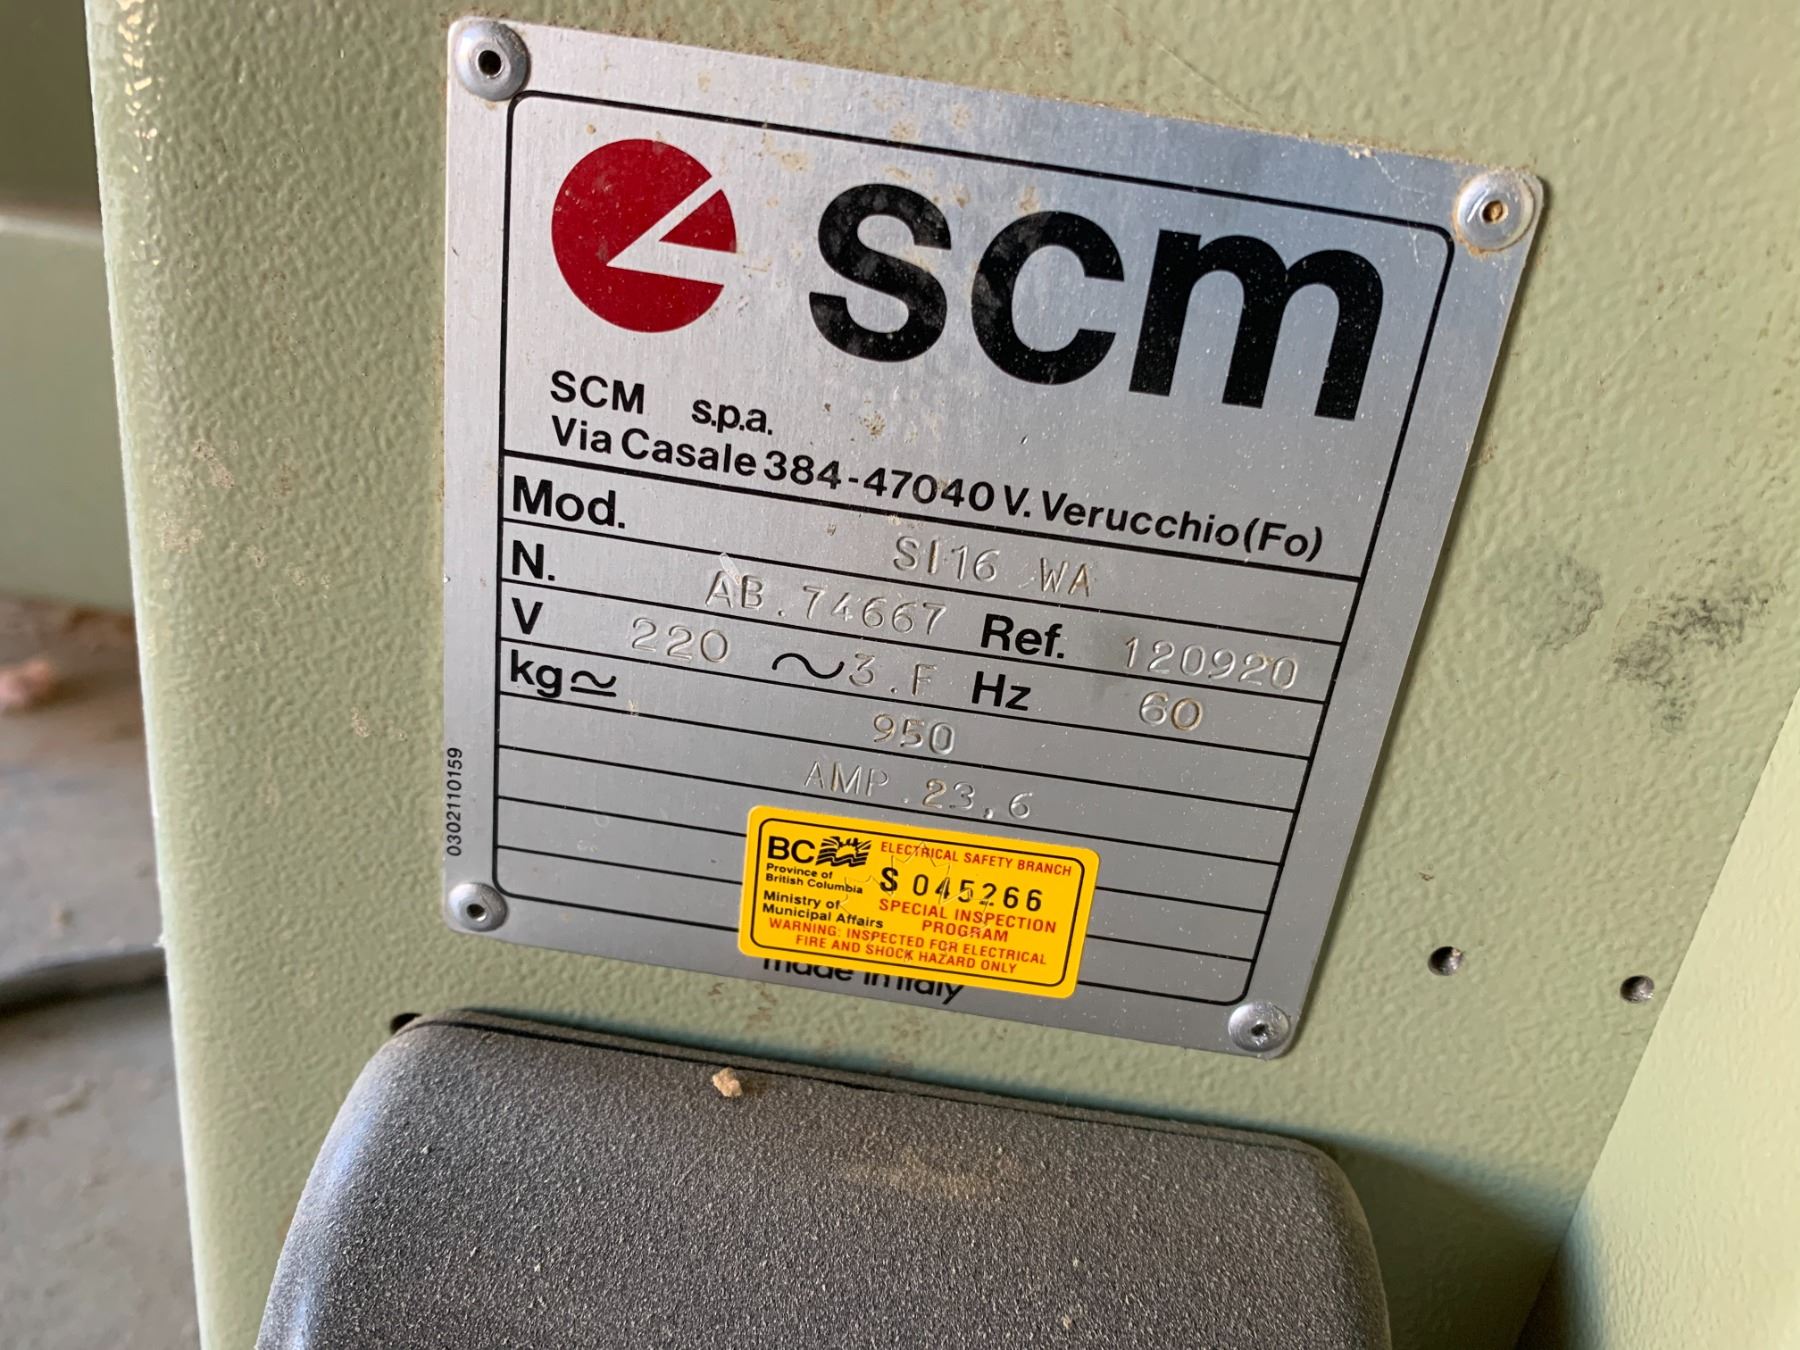 scm
SCM s.p.a.
Via Casale 384-47040 V. Verucchio (Fo)
Mod. SI16 WA
N. AB.74667 Ref. 120920
V 220 ~3.F Hz 60
kg≃ 950
AMP.23,6
0302110159
BC
Province of
British Columbia
Ministry of
Municipal Affairs
ELECTRICAL SAFETY BRANCH
S 045266
SPECIAL INSPECTION
PROGRAM
WARNING: INSPECTED FOR ELECTRICAL
FIRE AND SHOCK HAZARD ONLY
made in italy